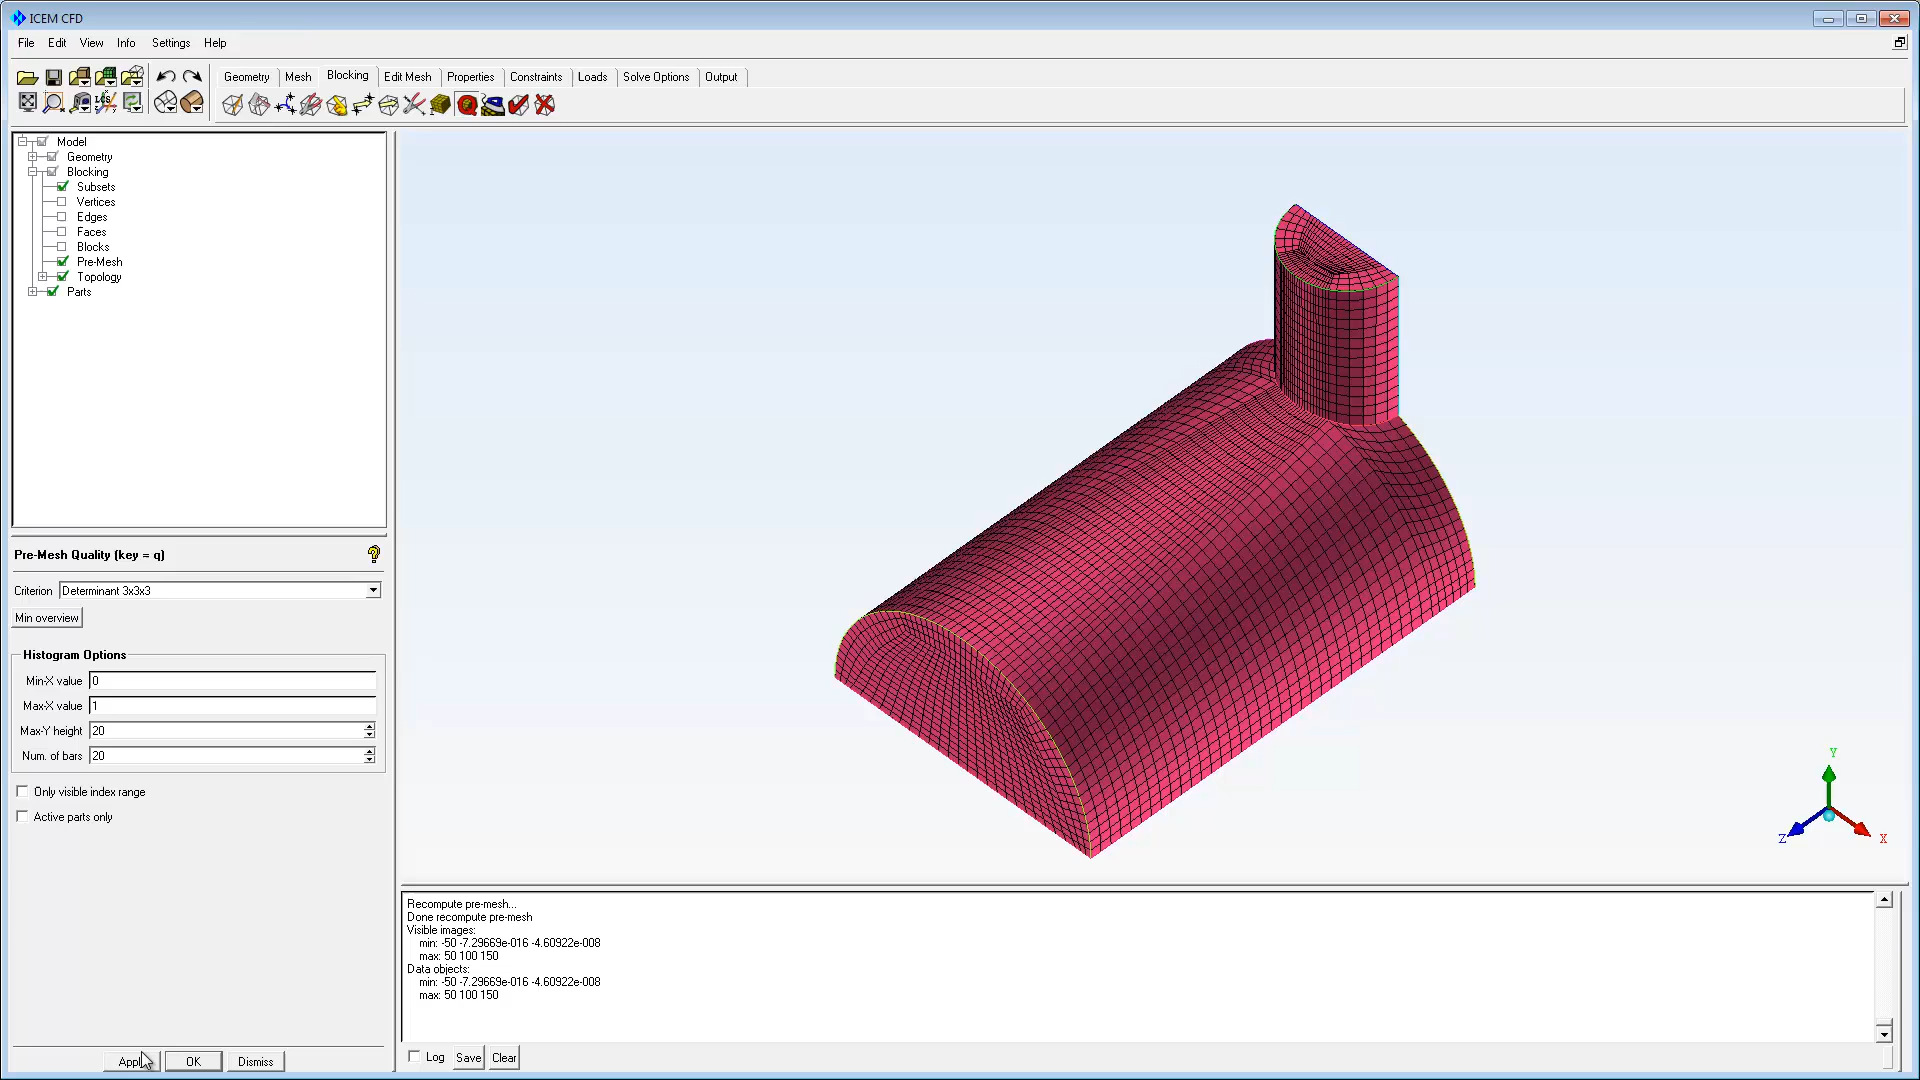 ICEM CFD
File Edit View Info Settings Help
Geometry Mesh Blocking Edit Mesh Properties Constraints Loads Solve Options Output
LCS
Model
Geometry
Blocking
Subsets
Vertices
Edges
Faces
Blocks
Pre-Mesh
Topology
Parts
Pre-Mesh Quality (key = q)
Criterion Determinant 3x3x3
Min overview
Histogram Options
Min-X value 0
Max-X value 1
Max-Y height 20
Num. of bars 20
Only visible index range
Active parts only
Apply OK Dismiss
Y
Z
X
Recompute pre-mesh...
Done recompute pre-mesh
Visible images:
min: -50 -7.29669e-016 -4.60922e-008
max: 50 100 150
Data objects:
min: -50 -7.29669e-016 -4.60922e-008
max: 50 100 150
Log Save Clear